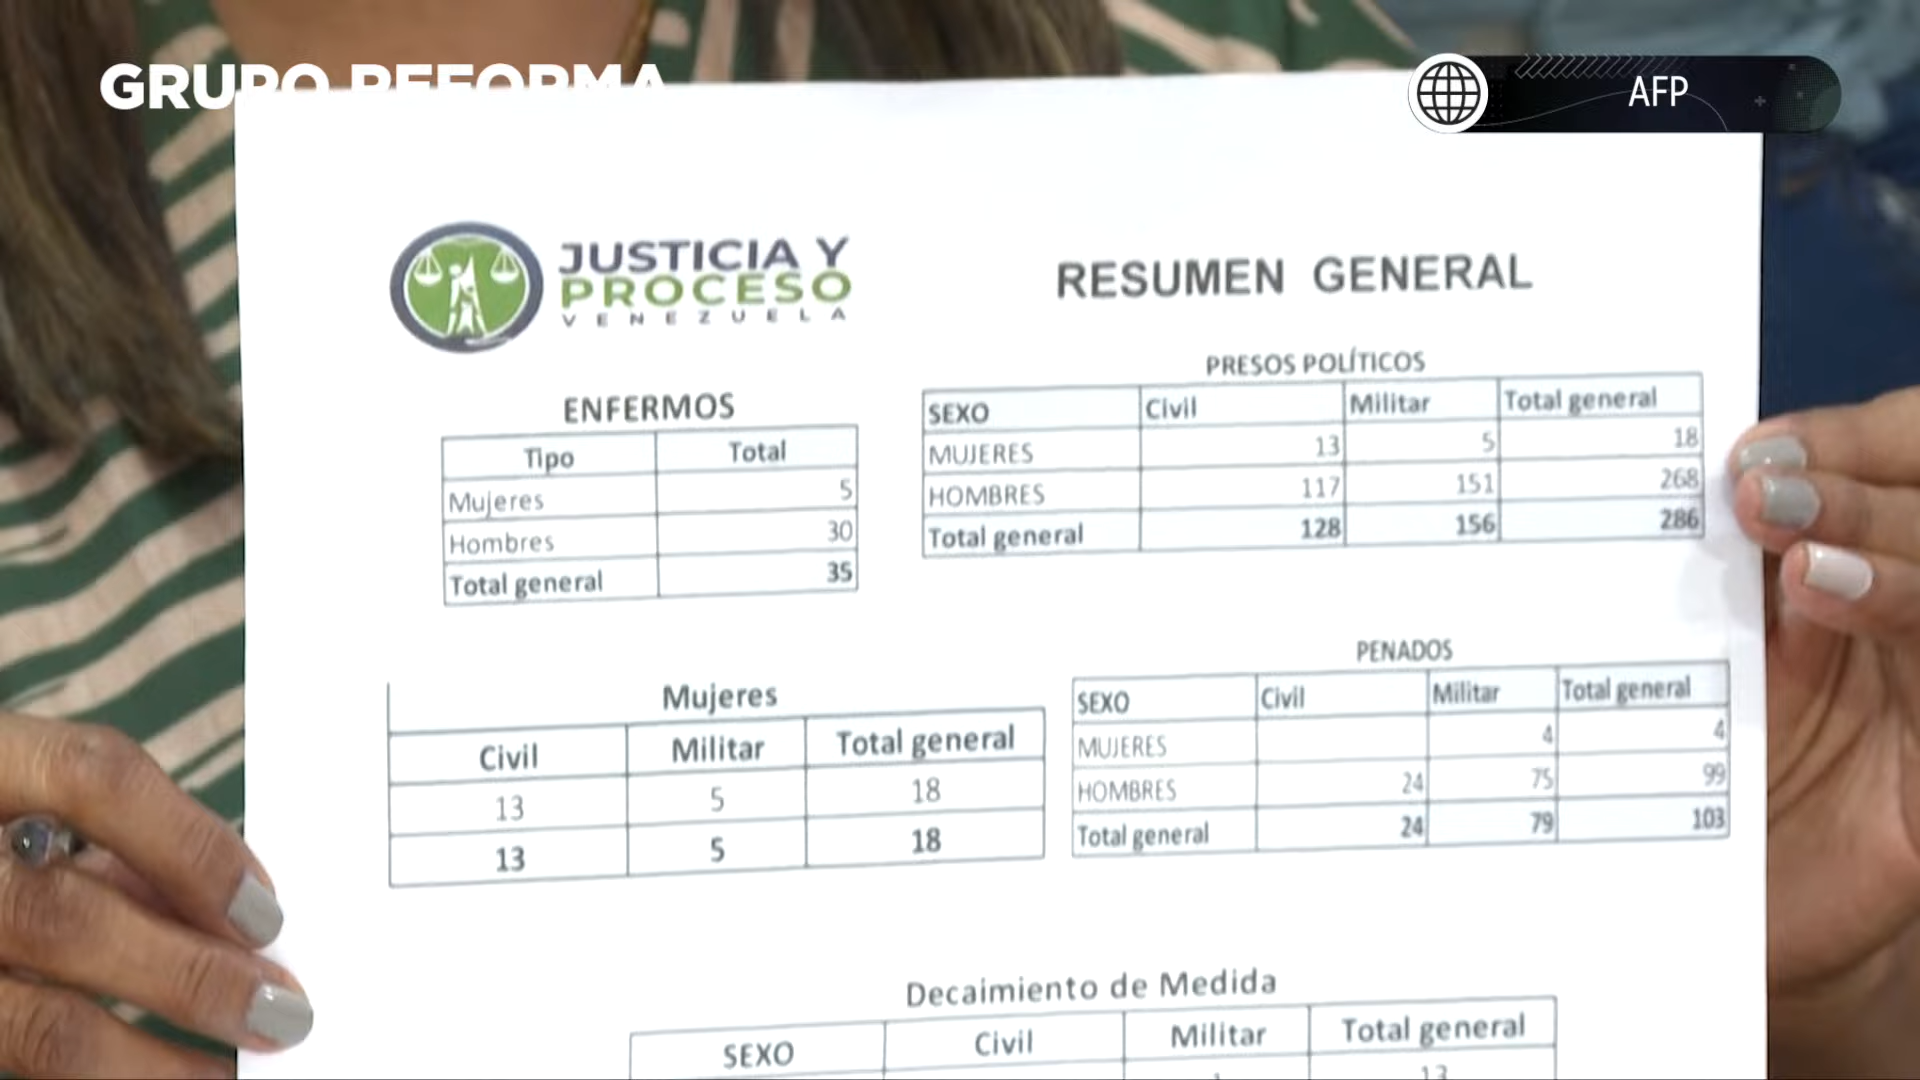 GRUPO REFORMA
AFP
JUSTICIA Y
PROCESO
VENEZUELA
RESUMEN GENERAL
ENFERMOS
Tipo Total
Mujeres 5
Hombres 30
Total general 35
PRESOS POLÍTICOS
SEXO Civil Militar Total general
MUJERES 13 5 18
HOMBRES 117 151 268
Total general 128 156 286
Mujeres
Civil Militar Total general
13 5 18
13 5 18
PENADOS
SEXO Civil Militar Total general
MUJERES 4 4
HOMBRES 24 75 99
Total general 24 79 103
Decaimiento de Medida
SEXO Civil Militar Total general
13